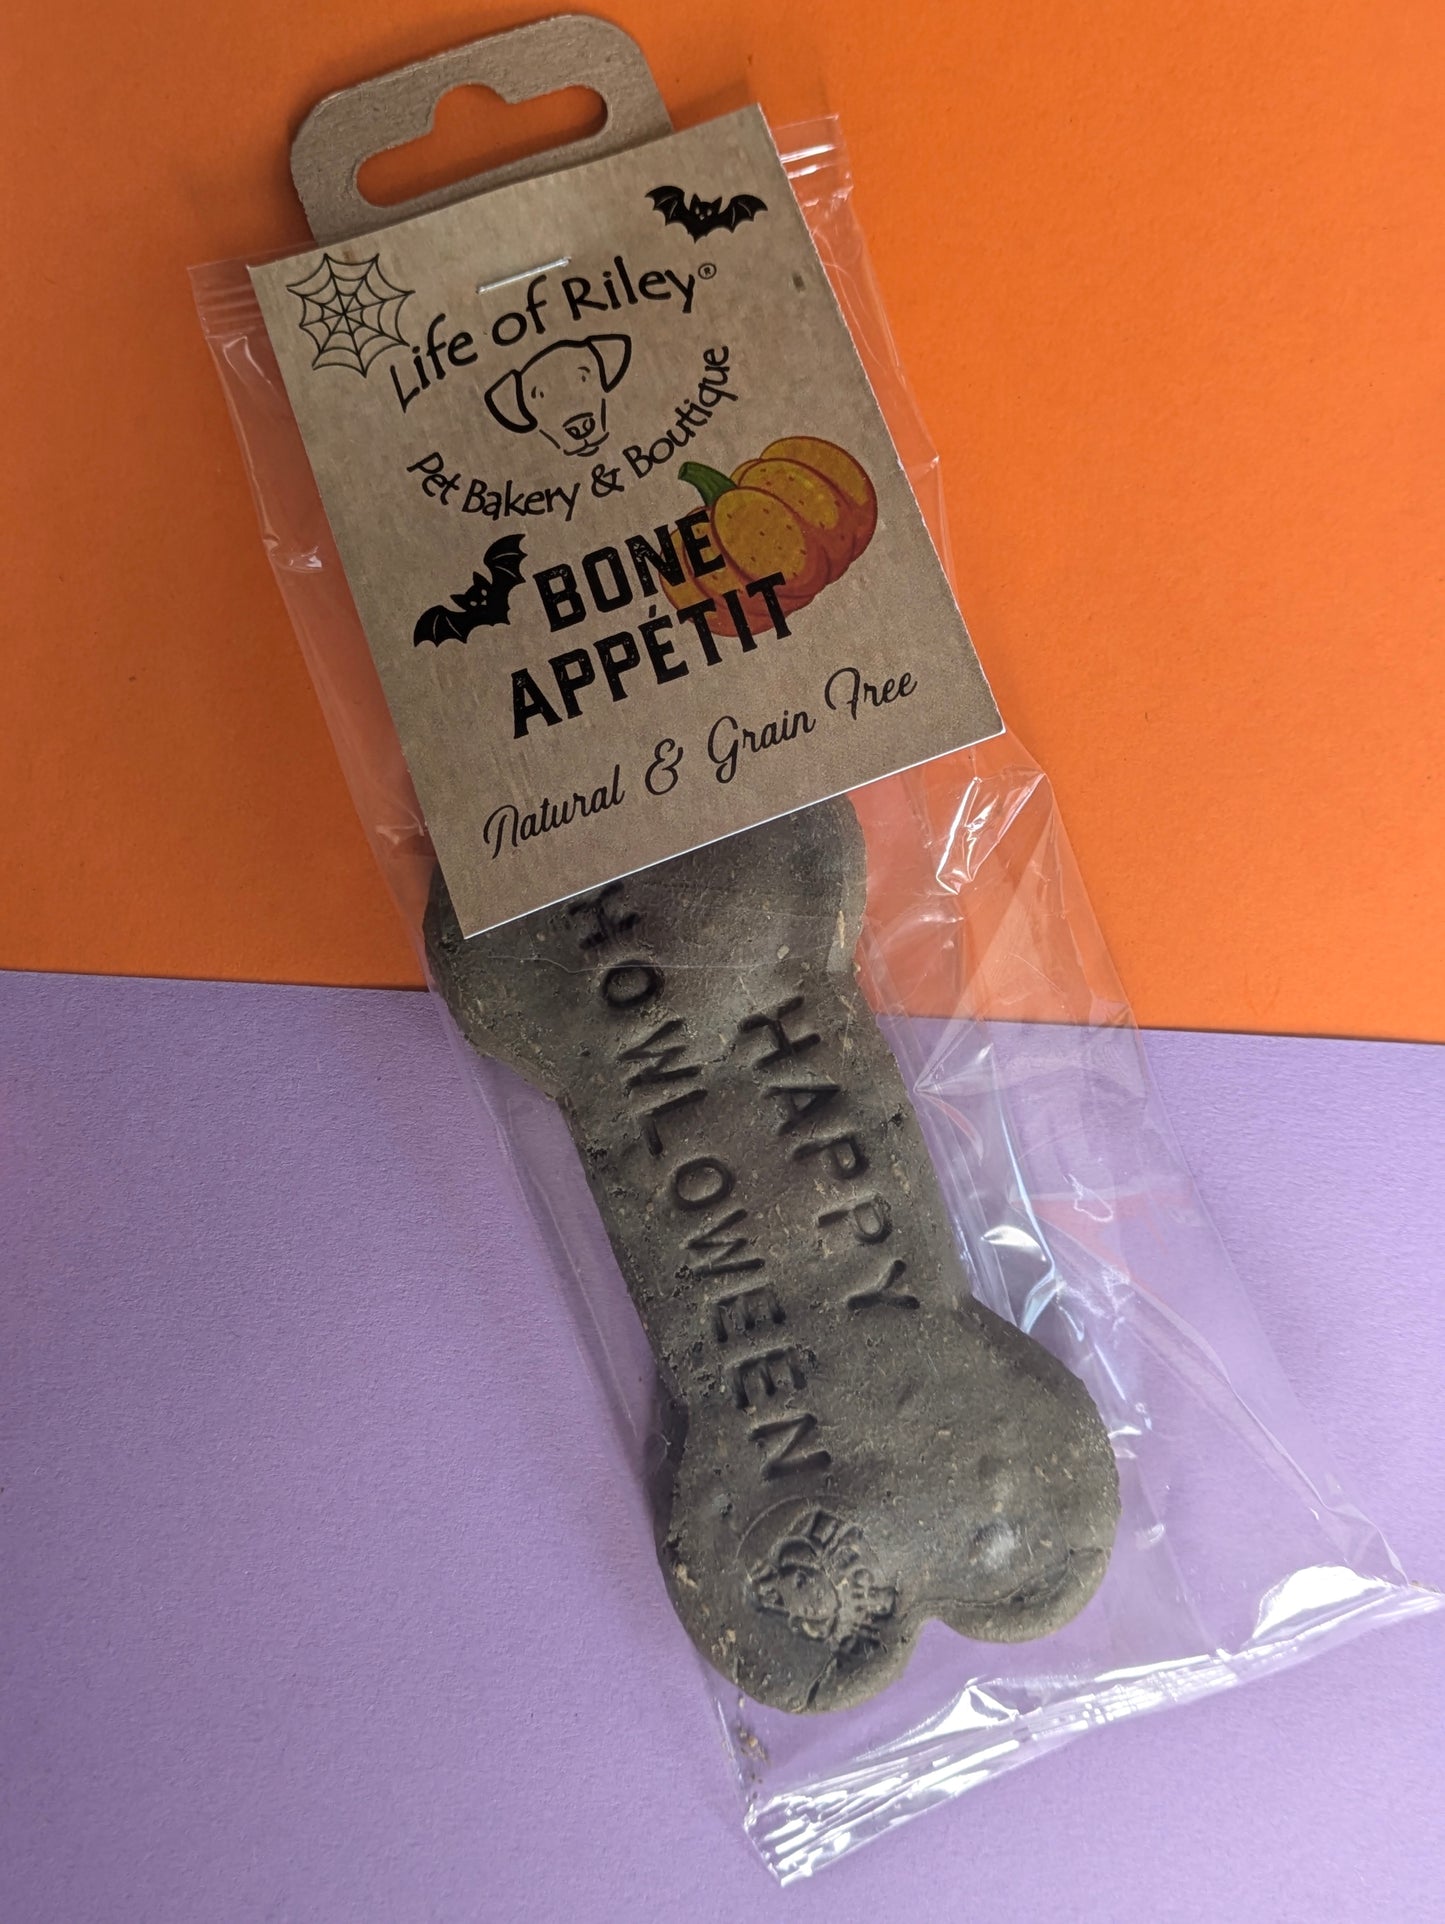 Life of Riley®
Pet Bakery & Boutique
BONE
APPÉTIT
Natural & Grain Free
HAPPY
HOWLOWEEN